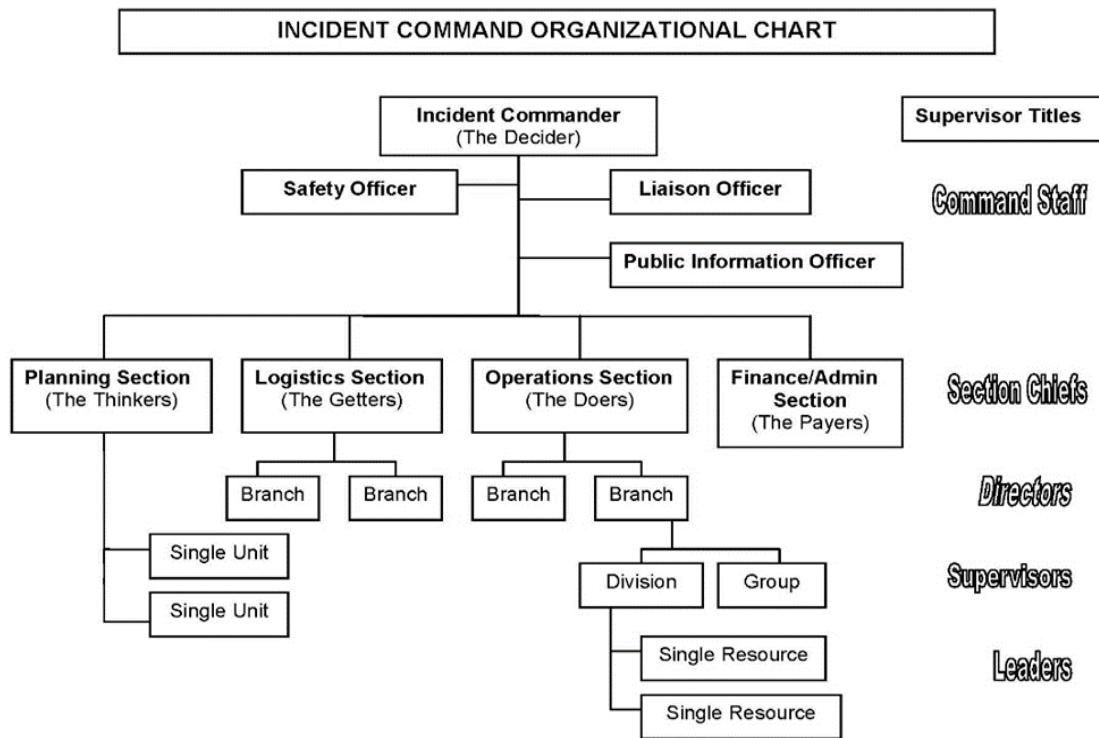 INCIDENT COMMAND ORGANIZATIONAL CHART
Incident Commander
(The Decider)
Supervisor Titles
Safety Officer
Liaison Officer
Command Staff
Public Information Officer
Planning Section
(The Thinkers)
Logistics Section
(The Getters)
Operations Section
(The Doers)
Finance/Admin
Section
(The Payers)
Section Chiefs
Branch
Branch
Branch
Branch
Directors
Single Unit
Division
Group
Supervisors
Single Unit
Single Resource
Leaders
Single Resource